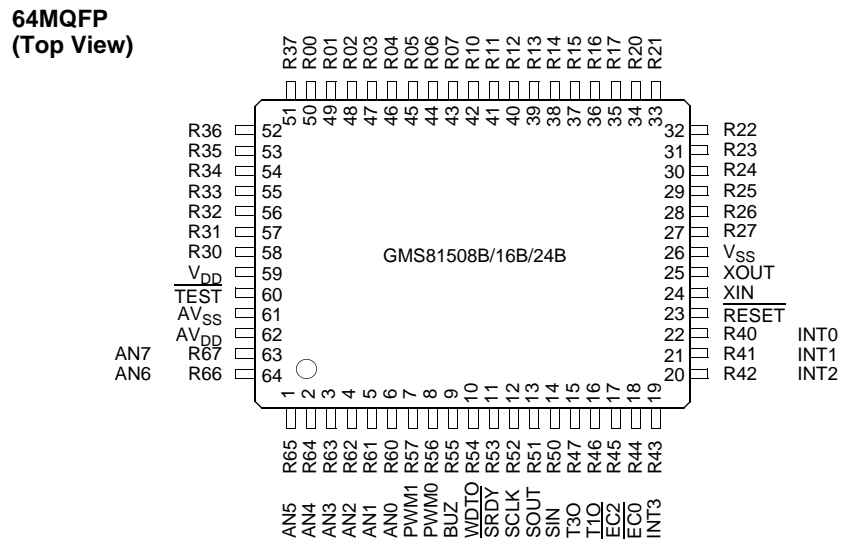 64MQFP
(Top View)
R37 R00 R01 R02 R03 R04 R05 R06 R07 R10 R11 R12 R13 R14 R15 R16 R17 R20 R21
51 50 49 48 47 46 45 44 43 42 41 40 39 38 37 36 35 34 33
R36 52 32 R22
R35 53 31 R23
R34 54 30 R24
R33 55 29 R25
R32 56 28 R26
R31 57 27 R27
R30 58 GMS81508B/16B/24B 26 VSS
VDD 59 25 XOUT
TEST 60 24 XIN
AVSS 61 23 RESET
AVDD 62 22 R40 INT0
AN7 R67 63 21 R41 INT1
AN6 R66 64 20 R42 INT2
1 2 3 4 5 6 7 8 9 10 11 12 13 14 15 16 17 18 19
R65 R64 R63 R62 R61 R60 R57 R56 R55 R54 R53 R52 R51 R50 R47 R46 R45 R44 R43
AN5 AN4 AN3 AN2 AN1 AN0 PWM1 PWM0 BUZ WDTO SRDY SCLK SOUT SIN T3O T1O EC2 EC0 INT3